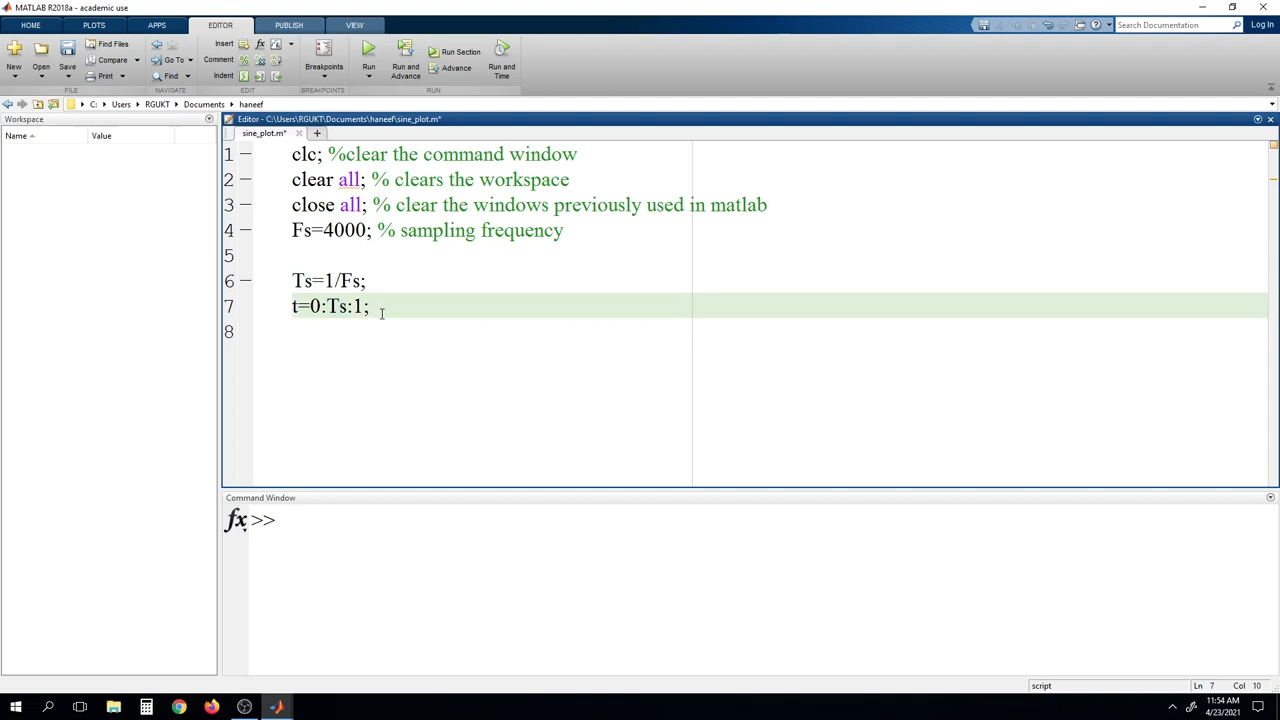 MATLAB R2018a - academic use
HOME PLOTS APPS EDITOR PUBLISH VIEW Search Documentation Log In
New Open Save Find Files Compare Print Go To Find Insert fx Comment Indent Breakpoints Run Run and Advance Run Section Advance Run and Time
FILE NAVIGATE EDIT BREAKPOINTS RUN
C: Users RGUKT Documents haneef
Workspace
Name Value
Editor - C:\Users\RGUKT\Documents\haneef\sine_plot.m*
sine_plot.m*
1 clc; %clear the command window
2 clear all; % clears the workspace
3 close all; % clear the windows previously used in matlab
4 Fs=4000; % sampling frequency
5
6 Ts=1/Fs;
7 t=0:Ts:1;
8
Command Window
fx >>
script Ln 7 Col 10
11:54 AM
4/23/2021